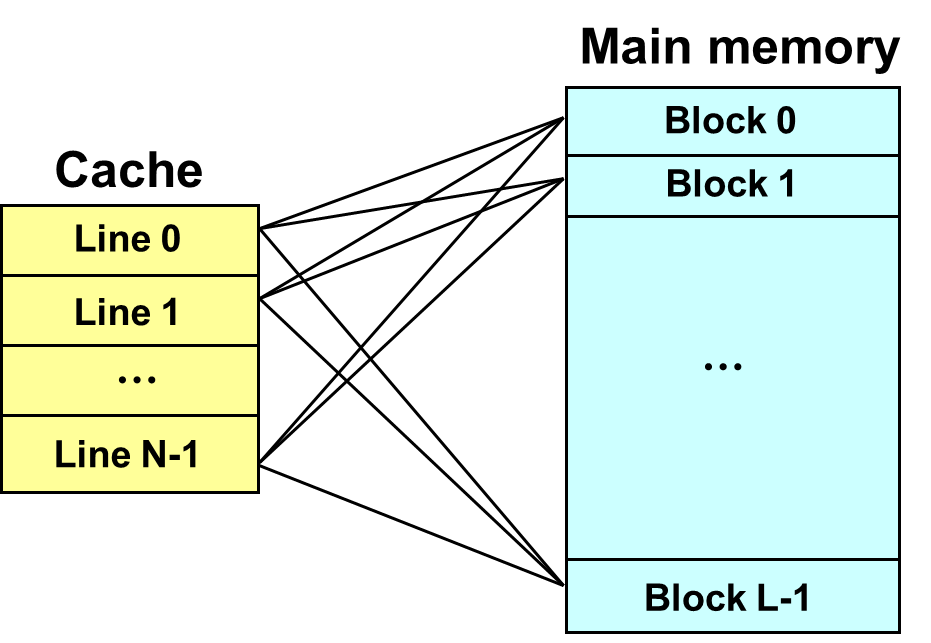 Main memory
Block 0
Block 1
...
Block L-1
Cache
Line 0
Line 1
...
Line N-1